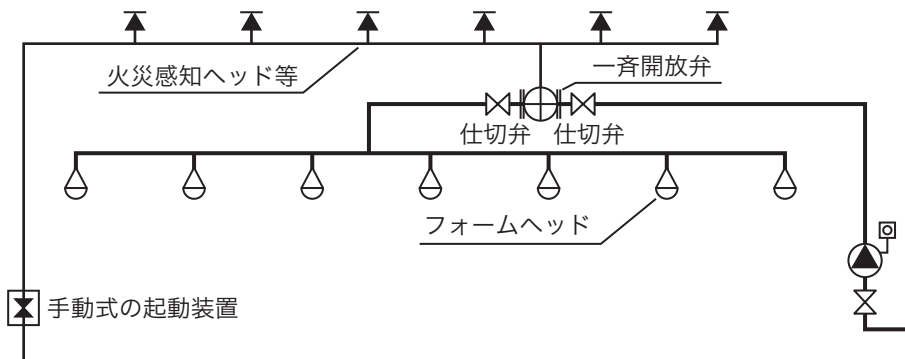 火災感知ヘッド等
一斉開放弁
仕切弁
仕切弁
フォームヘッド
手動式の起動装置